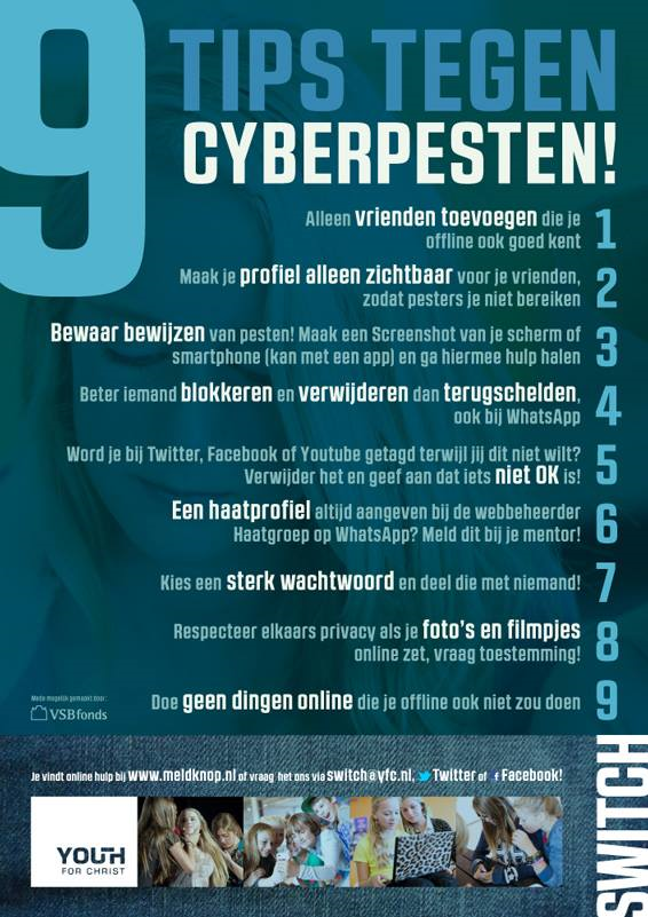 9 TIPS TEGEN
CYBERPESTEN!
Alleen vrienden toevoegen die je
offline ook goed kent
1
Maak je profiel alleen zichtbaar voor je vrienden,
zodat pesters je niet bereiken
2
Bewaar bewijzen van pesten! Maak een Screenshot van je scherm of
smartphone (kan met een app) en ga hiermee hulp halen
3
Beter iemand blokkeren en verwijderen dan terugschelden,
ook bij WhatsApp
4
Word je bij Twitter, Facebook of Youtube getagd terwijl jij dit niet wilt?
Verwijder het en geef aan dat iets niet OK is!
5
Een haatprofiel altijd aangeven bij de webbeheerder
Haatgroep op WhatsApp? Meld dit bij je mentor!
6
Kies een sterk wachtwoord en deel die met niemand!
7
Respecteer elkaars privacy als je foto's en filmpjes
online zet, vraag toestemming!
8
Doe geen dingen online die je offline ook niet zou doen
9
Mede mogelijk gemaakt door:
VSBfonds
Je vindt online hulp bij www.meldknop.nl of vraag het ons via switch@yfc.nl, Twitter of f Facebook!
YOUTH
FOR CHRIST
SWITCH